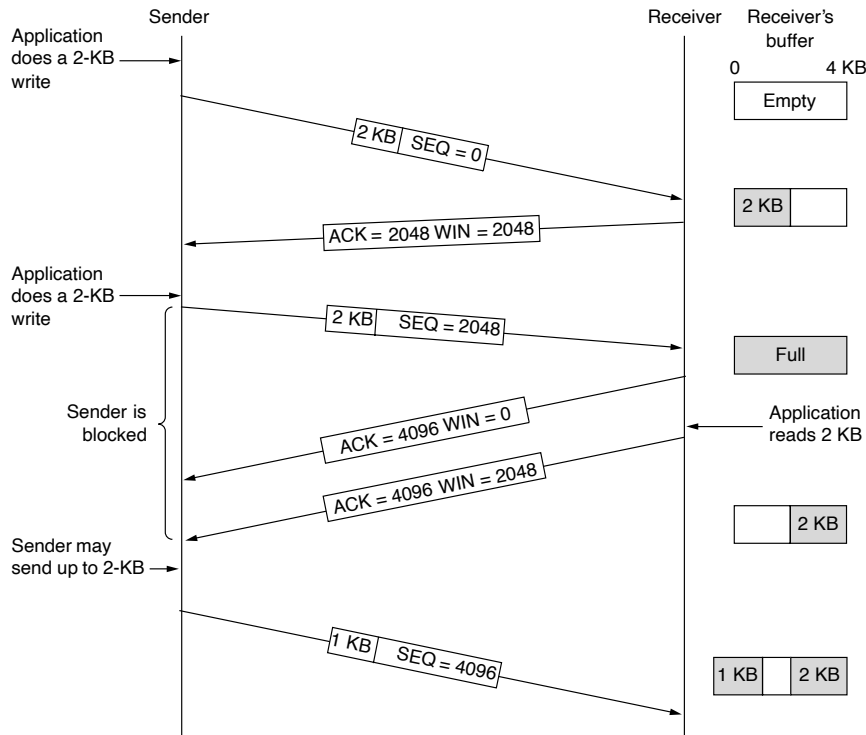 Sender
Receiver
Receiver's
buffer
Application
does a 2-KB
write
0
4 KB
Empty
2 KB
SEQ = 0
2 KB
ACK = 2048 WIN = 2048
Application
does a 2-KB
write
2 KB
SEQ = 2048
Full
Sender is
blocked
ACK = 4096 WIN = 0
Application
reads 2 KB
ACK = 4096 WIN = 2048
2 KB
Sender may
send up to 2-KB
1 KB
SEQ = 4096
1 KB
2 KB